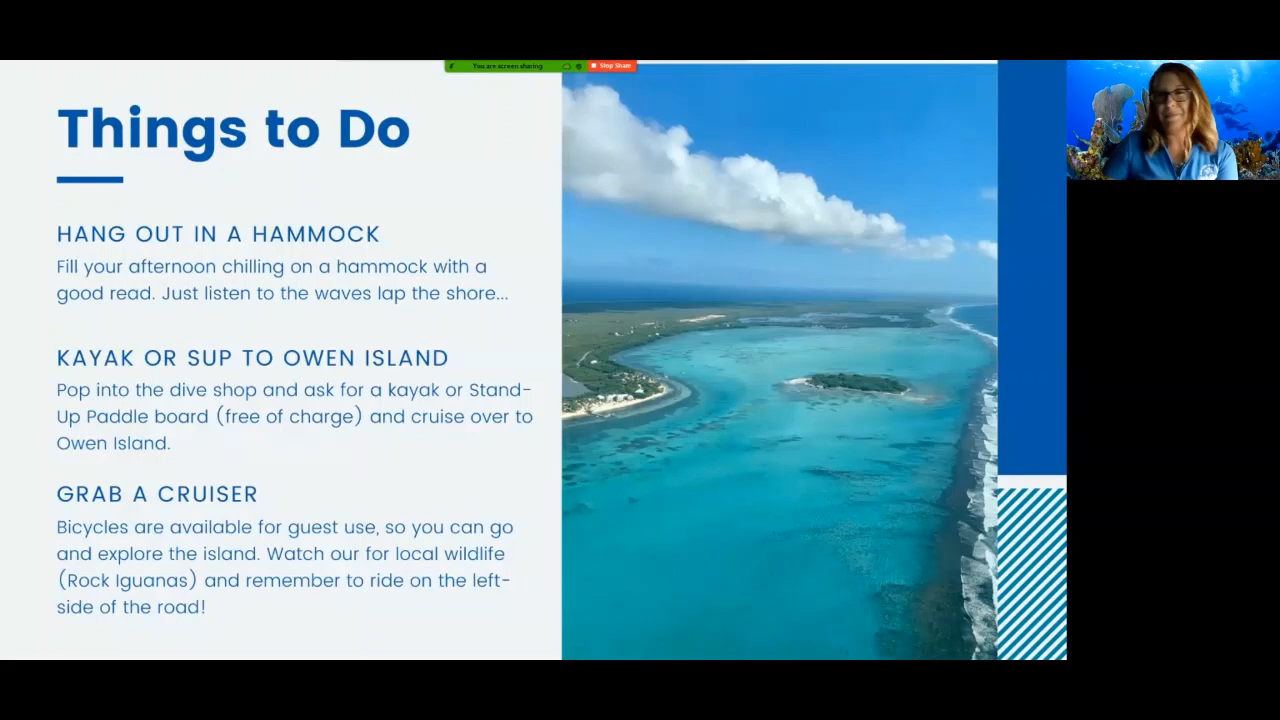 You are screen sharing
Stop Share
Things to Do
HANG OUT IN A HAMMOCK
Fill your afternoon chilling on a hammock with a
good read. Just listen to the waves lap the shore...
KAYAK OR SUP TO OWEN ISLAND
Pop into the dive shop and ask for a kayak or Stand-
Up Paddle board (free of charge) and cruise over to
Owen Island.
GRAB A CRUISER
Bicycles are available for guest use, so you can go
and explore the island. Watch our for local wildlife
(Rock Iguanas) and remember to ride on the left-
side of the road!